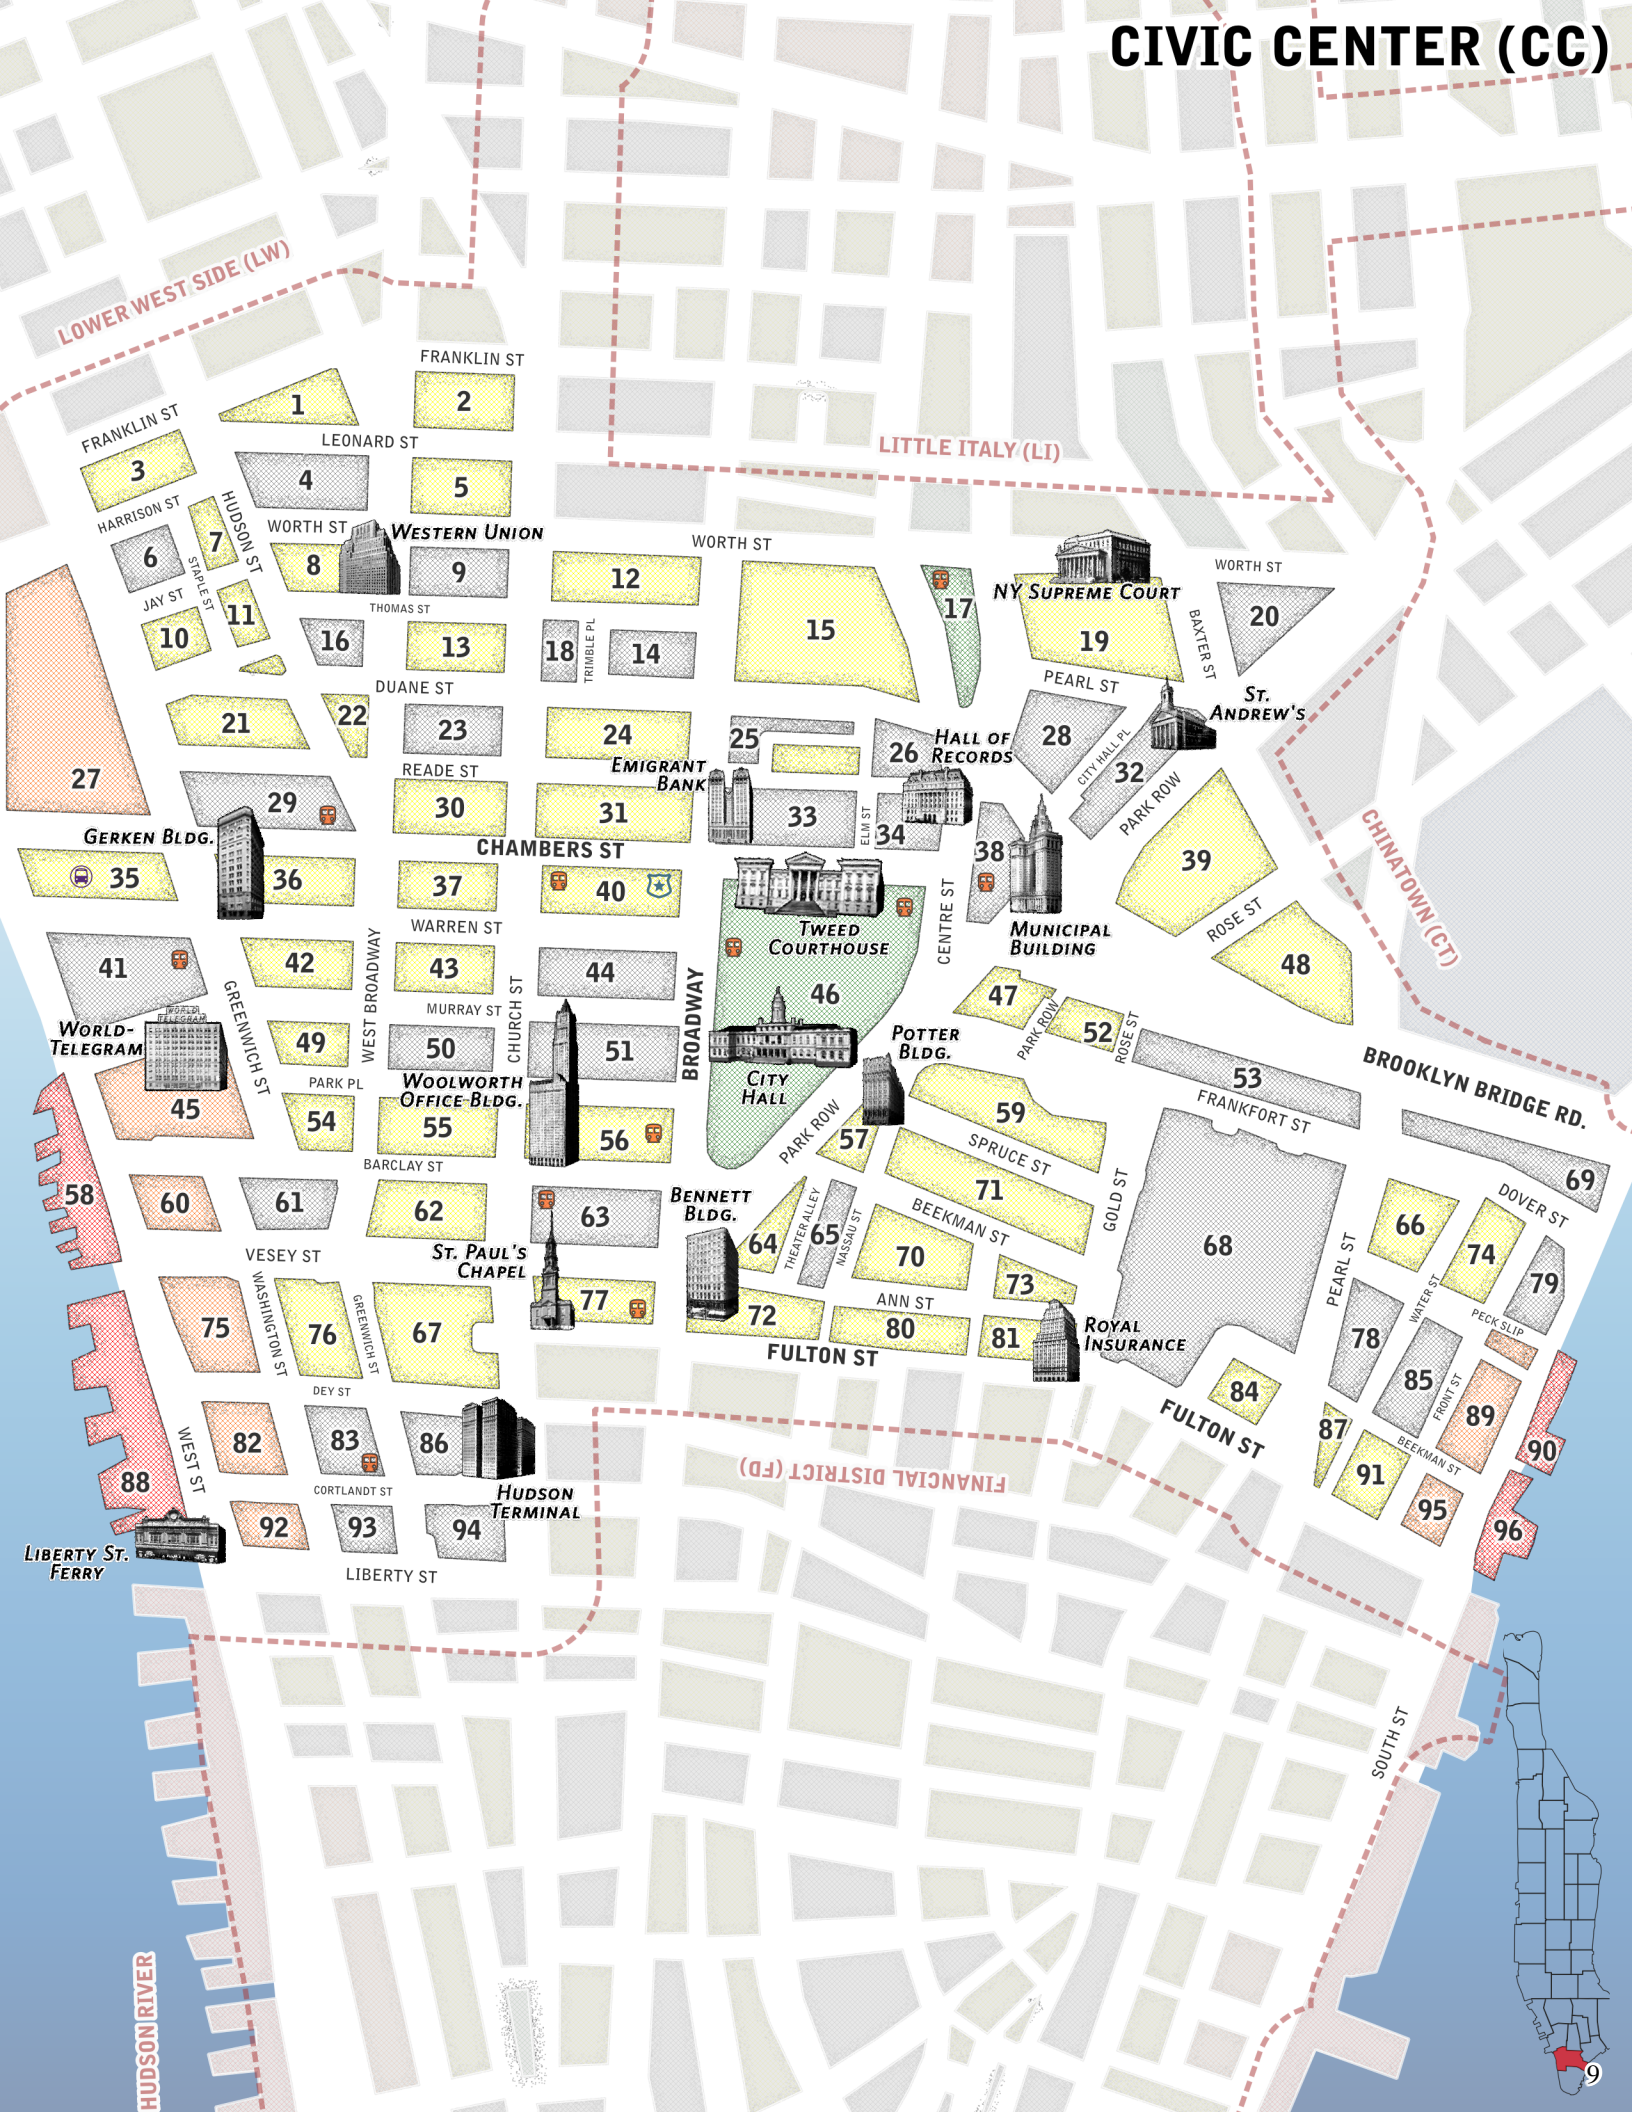 CIVIC CENTER (CC)
LOWER WEST SIDE (LW)
FRANKLIN ST
1
2
FRANKLIN ST
LEONARD ST
LITTLE ITALY (LI)
3
4
5
HARRISON ST
HUDSON ST
WORTH ST
WESTERN UNION
WORTH ST
7
6
STAPLE ST
8
9
12
WORTH ST
NY SUPREME COURT
JAY ST
11
THOMAS ST
15
17
19
BAXTER ST
20
10
16
13
18
TRIMBLE PL
14
PEARL ST
DUANE ST
ST.
ANDREW'S
21
22
23
24
25
26
HALL OF
RECORDS
28
CITY HALL PL
32
27
READE ST
EMIGRANT
BANK
PARK ROW
29
30
31
33
ELM ST
34
GERKEN BLDG.
CHAMBERS ST
38
39
CHINATOWN (CT)
35
36
37
40
CENTRE ST
ROSE ST
WARREN ST
TWEED
COURTHOUSE
MUNICIPAL
BUILDING
41
42
WEST BROADWAY
43
CHURCH ST
44
BROADWAY
46
47
48
GREENWICH ST
MURRAY ST
PARK ROW
52
ROSE ST
WORLD
TELEGRAM
WORLD-
TELEGRAM
49
50
51
POTTER
BLDG.
53
BROOKLYN BRIDGE RD.
PARK PL
WOOLWORTH
OFFICE BLDG.
CITY
HALL
45
54
55
56
PARK ROW
57
59
FRANKFORT ST
BARCLAY ST
SPRUCE ST
58
60
61
62
63
BENNETT
BLDG.
THEATER ALLEY
65
NASSAU ST
71
GOLD ST
69
DOVER ST
VESEY ST
ST. PAUL'S
CHAPEL
64
BEEKMAN ST
70
68
PEARL ST
66
74
79
75
WASHINGTON ST
76
GREENWICH ST
67
77
72
ANN ST
73
WATER ST
PECK SLIP
80
81
ROYAL
INSURANCE
78
FULTON ST
DEY ST
84
85
FRONT ST
82
83
86
FULTON ST
87
89
88
WEST ST
FINANCIAL DISTRICT (FD)
BEEKMAN ST
90
91
CORTLANDT ST
HUDSON
TERMINAL
92
93
94
95
96
LIBERTY ST.
FERRY
LIBERTY ST
SOUTH ST
HUDSON RIVER
9